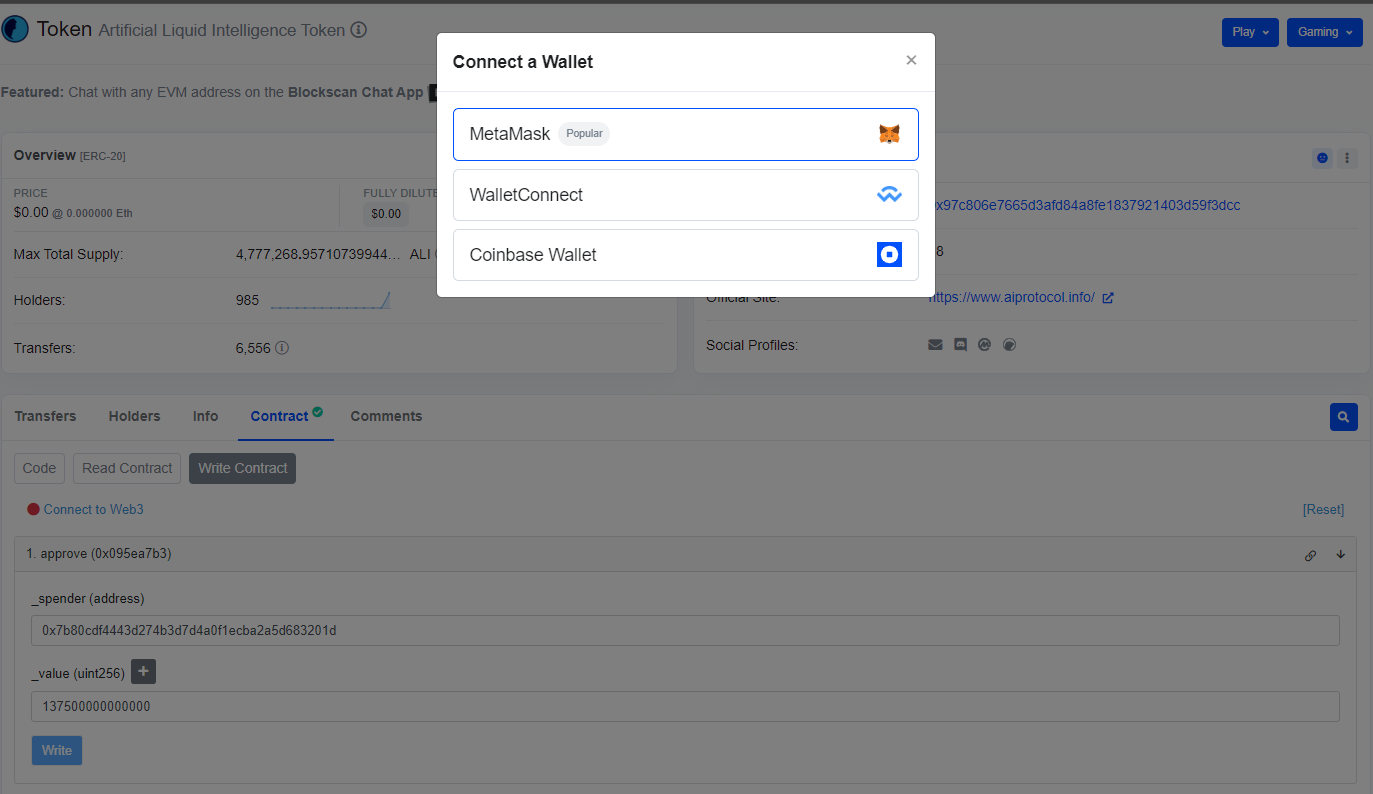 Token Artificial Liquid Intelligence Token
Play
Gaming
Featured: Chat with any EVM address on the Blockscan Chat App
Connect a Wallet
×
MetaMask Popular
WalletConnect
Coinbase Wallet
Overview [ERC-20]
PRICE
$0.00 @ 0.000000 Eth
FULLY DILUTE
$0.00
Max Total Supply: 4,777,268.95710739944... ALI
Holders: 985
Transfers: 6,556
x97c806e7665d3afd84a8fe1837921403d59f3dcc
8
Official Site: https://www.aiprotocol.info/
Social Profiles:
Transfers Holders Info Contract Comments
Code Read Contract Write Contract
Connect to Web3 [Reset]
1. approve (0x095ea7b3)
_spender (address)
0x7b80cdf4443d274b3d7d4a0f1ecba2a5d683201d
_value (uint256) +
137500000000000
Write